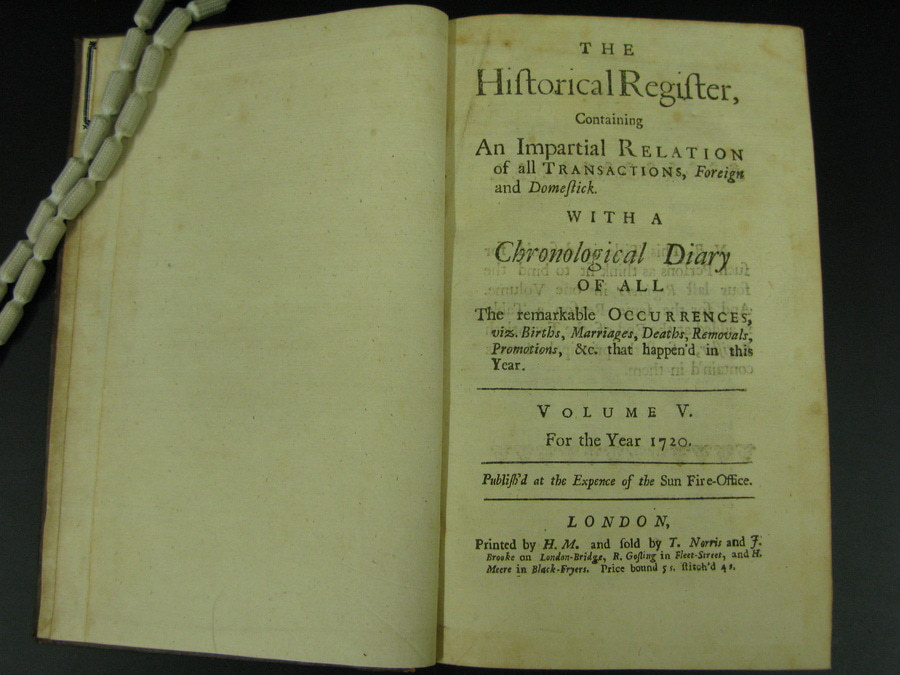 THE
Hiſtorical Regiſter,
Containing
An Impartial RELATION
of all TRANSACTIONS, Foreign
and Domeſtick.
WITH A
Chronological Diary
OF ALL
The remarkable OCCURRENCES,
viz. Births, Marriages, Deaths, Removals,
Promotions, &c. that happen'd in this
Year.
VOLUME V.
For the Year 1720.
Publiſh'd at the Expence of the Sun Fire-Office.
LONDON,
Printed by H. M. and ſold by T. Norris and J.
Brooke on London-Bridge, R. Goſling in Fleet-Street, and H.
Meere in Black-Fryers. Price bound 5 s. ſtitch'd 4 s.